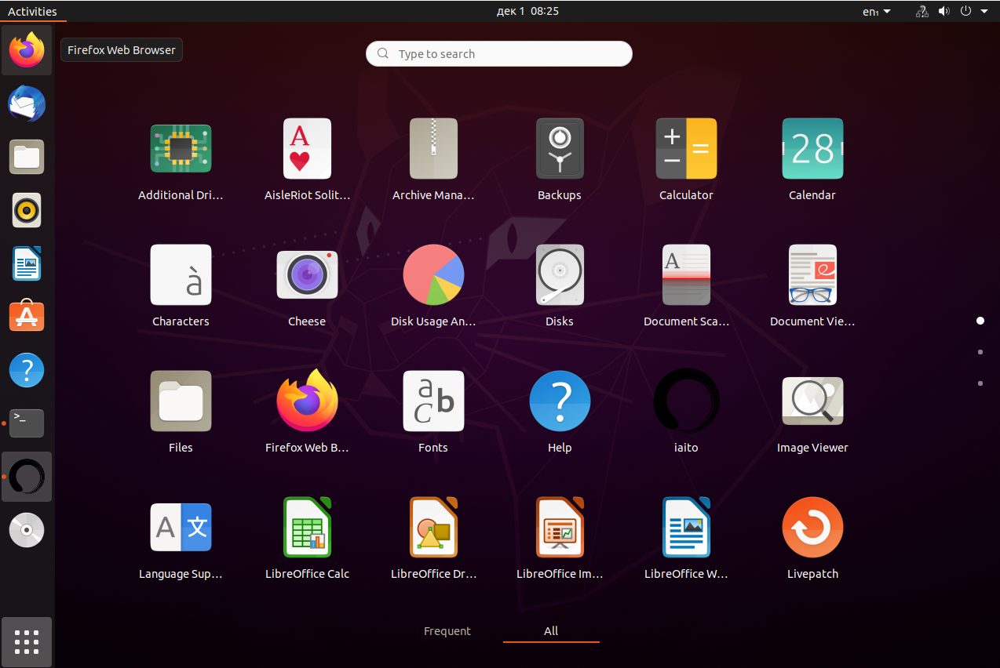 Activities
дек 1 08:25
en₁
Firefox Web Browser
Type to search
Additional Dri…
AisleRiot Solit…
Archive Mana…
Backups
Calculator
Calendar
28
Characters
Cheese
Disk Usage An…
Disks
Document Sca…
Document Vie…
Files
Firefox Web B…
Fonts
Help
iaito
Image Viewer
Language Sup…
LibreOffice Calc
LibreOffice Dr…
LibreOffice Im…
LibreOffice W…
Livepatch
Frequent
All